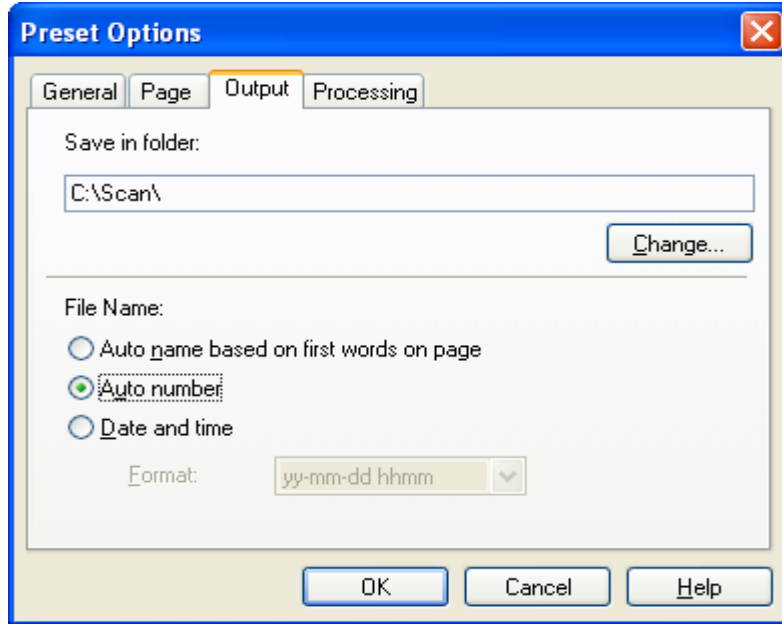 Preset Options
General Page Output Processing
Save in folder:
C:\Scan\
Change...
File Name:
Auto name based on first words on page
Auto number
Date and time
Format: yy-mm-dd hhmm
OK Cancel Help